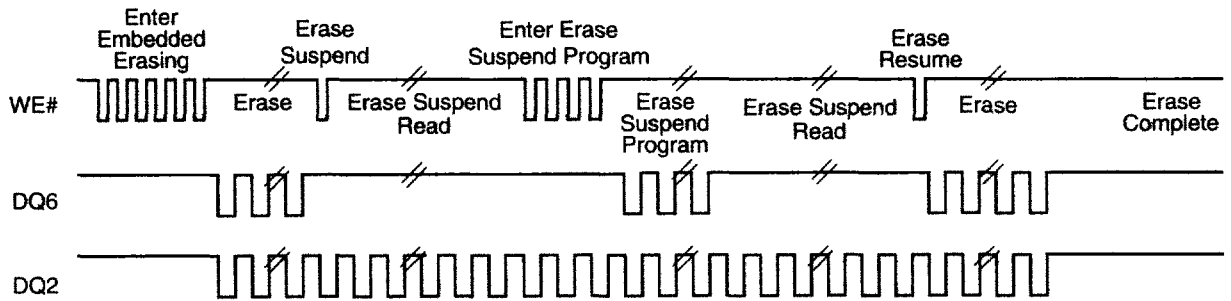 Enter
Embedded
Erasing
Erase
Suspend
Enter Erase
Suspend Program
Erase
Resume
WE#
Erase
Erase Suspend
Read
Erase
Suspend
Program
Erase Suspend
Read
Erase
Erase
Complete
DQ6
DQ2